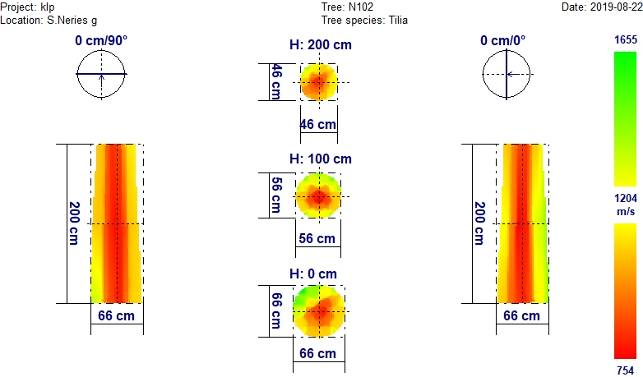 Project: klp
Tree: N102
Date: 2019-08-22
Location: S.Neries g
Tree species: Tilia
0 cm/90°
H: 200 cm
0 cm/0°
1655
46 cm
46 cm
H: 100 cm
56 cm
56 cm
200 cm
200 cm
1204
m/s
H: 0 cm
66 cm
66 cm
66 cm
66 cm
754